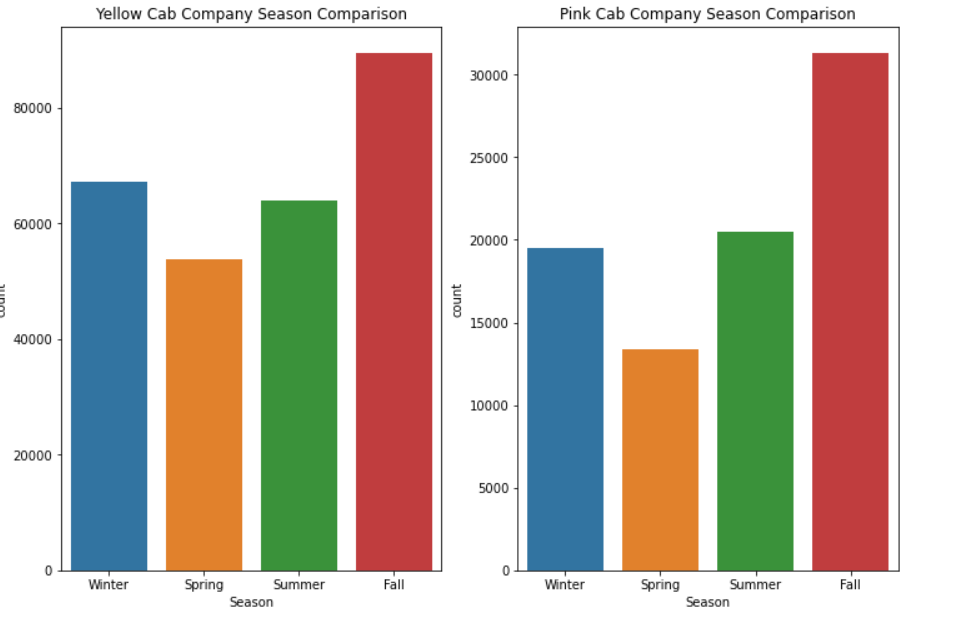 Yellow Cab Company Season Comparison
80000
60000
40000
20000
0
Winter Spring Summer Fall
Season
Pink Cab Company Season Comparison
count
30000
25000
20000
15000
10000
5000
0
Winter Spring Summer Fall
Season